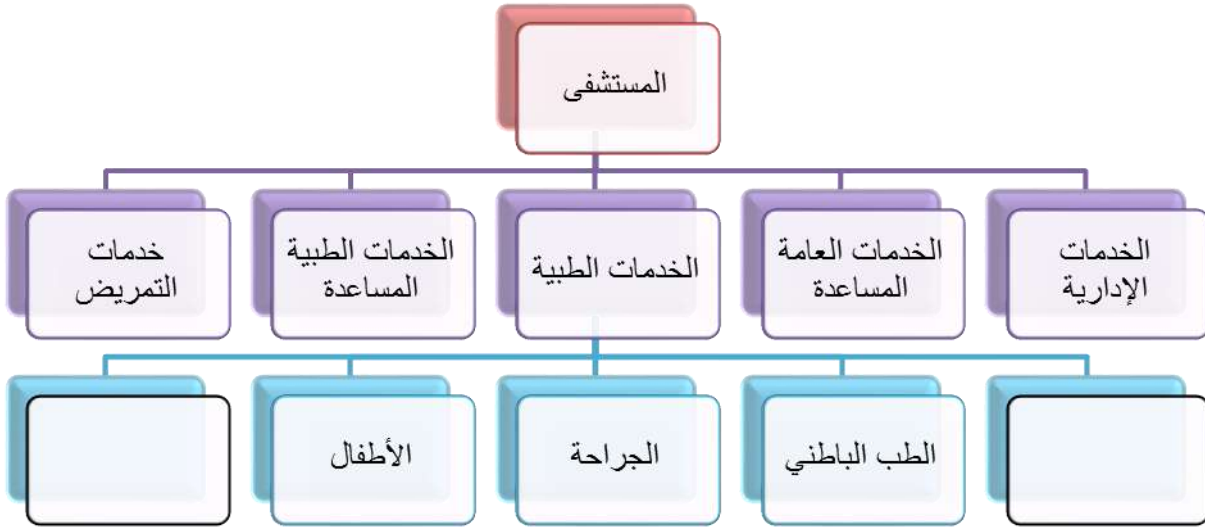 المستشفى
الخدمات
الإدارية
الخدمات العامة
المساعدة
الخدمات الطبية
الخدمات الطبية
المساعدة
خدمات
التمريض
الطب الباطني
الجراحة
الأطفال